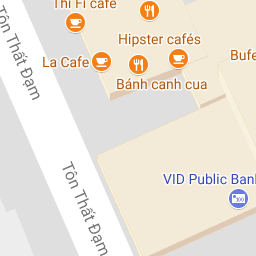 Thi Fi cafe
Hipster cafés
La Cafe
Bánh canh cua
Bufe
VID Public Bank
Tôn Thất Đạm
Tôn Thất Đạm